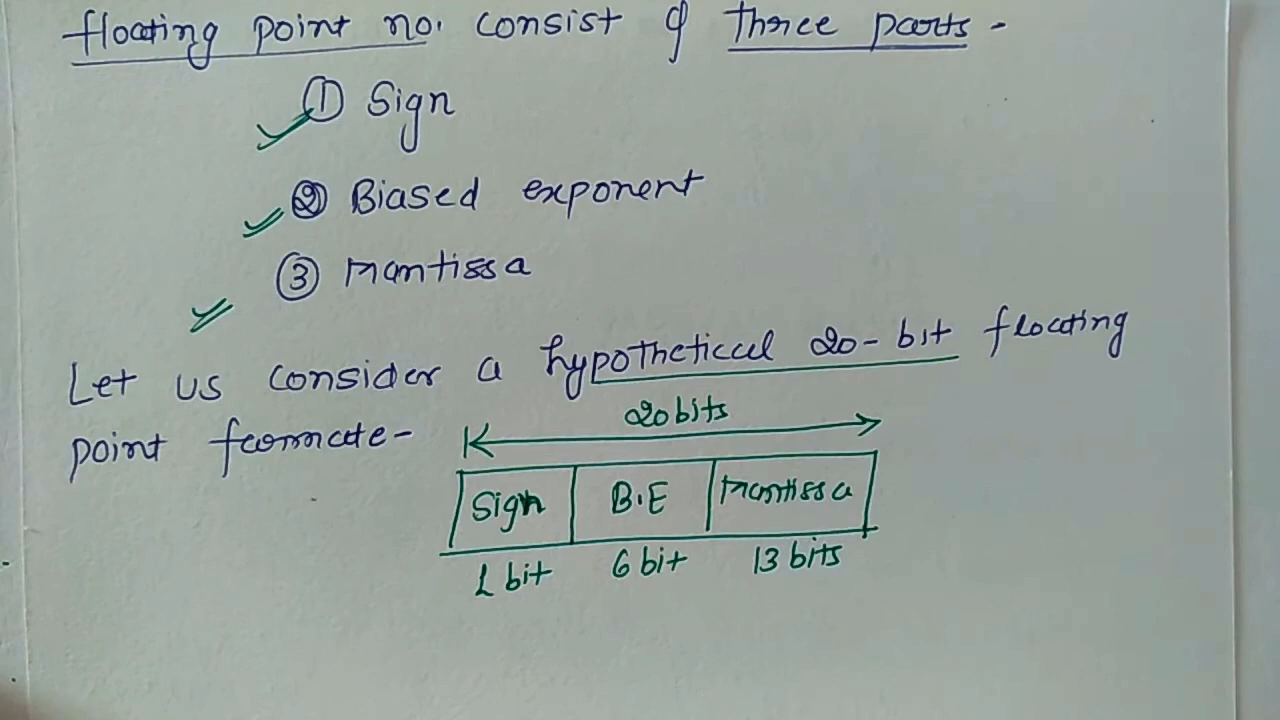 floating point no. consist of three parts -
① Sign
② Biased exponent
③ Mantissa
Let us consider a hypothetical 20-bit floating
point formate-
20 bits
Sign B.E Mantissa
1 bit 6 bit 13 bits